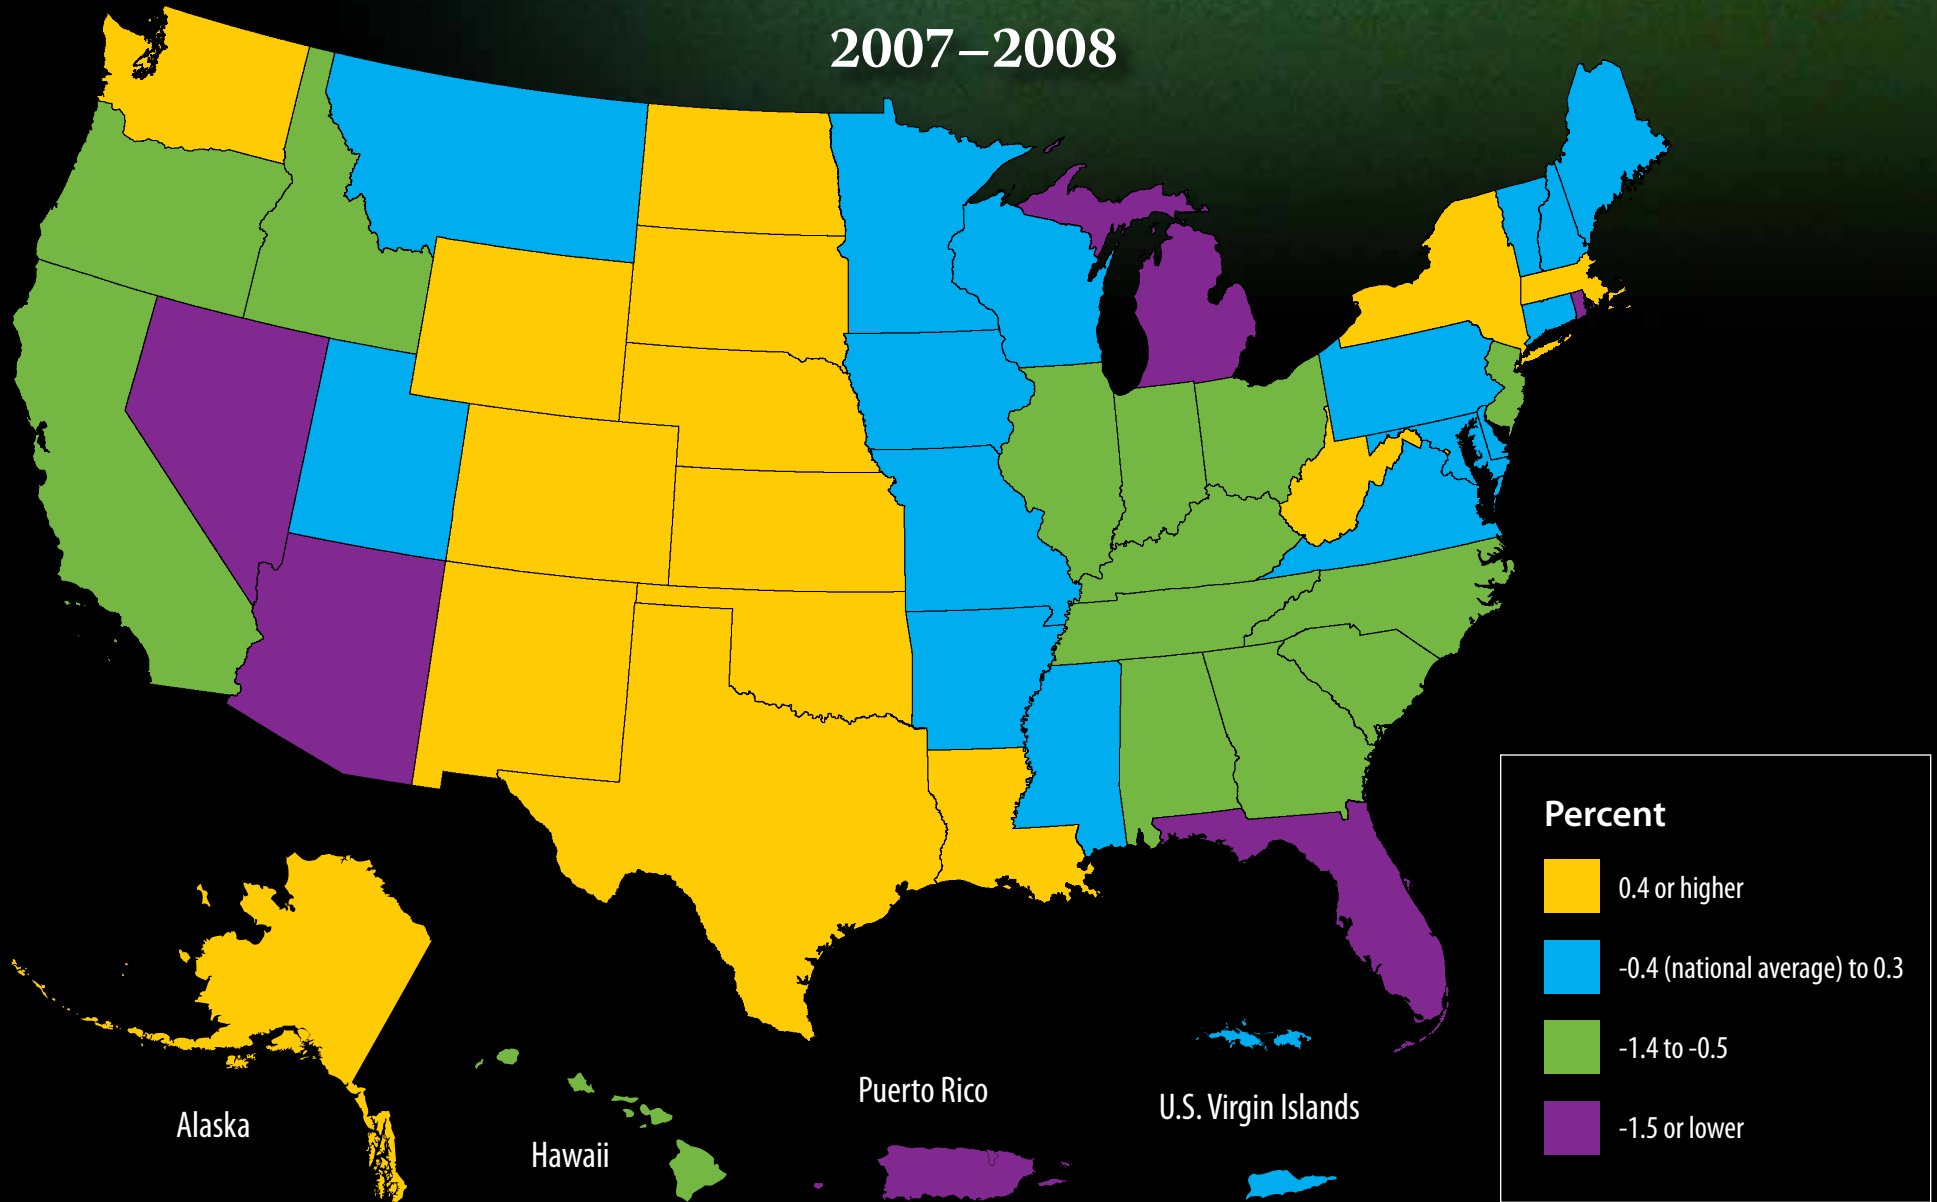 2007–2008
Percent
0.4 or higher
-0.4 (national average) to 0.3
-1.4 to -0.5
-1.5 or lower
Puerto Rico
U.S. Virgin Islands
Alaska
Hawaii